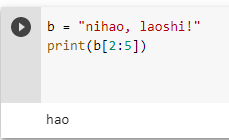 b = "nihao, laoshi!"
print(b[2:5])
hao